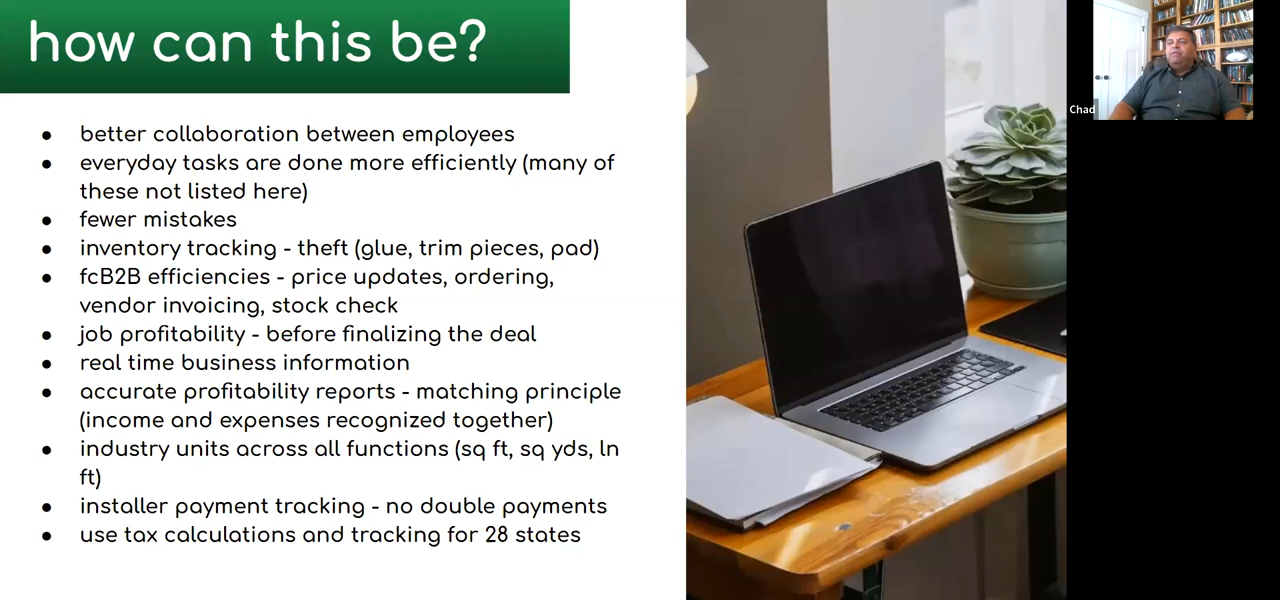 how can this be?
● better collaboration between employees
● everyday tasks are done more efficiently (many of
these not listed here)
● fewer mistakes
● inventory tracking - theft (glue, trim pieces, pad)
● fcB2B efficiencies - price updates, ordering,
vendor invoicing, stock check
● job profitability - before finalizing the deal
● real time business information
● accurate profitability reports - matching principle
(income and expenses recognized together)
● industry units across all functions (sq ft, sq yds, ln
ft)
● installer payment tracking - no double payments
● use tax calculations and tracking for 28 states
Chad